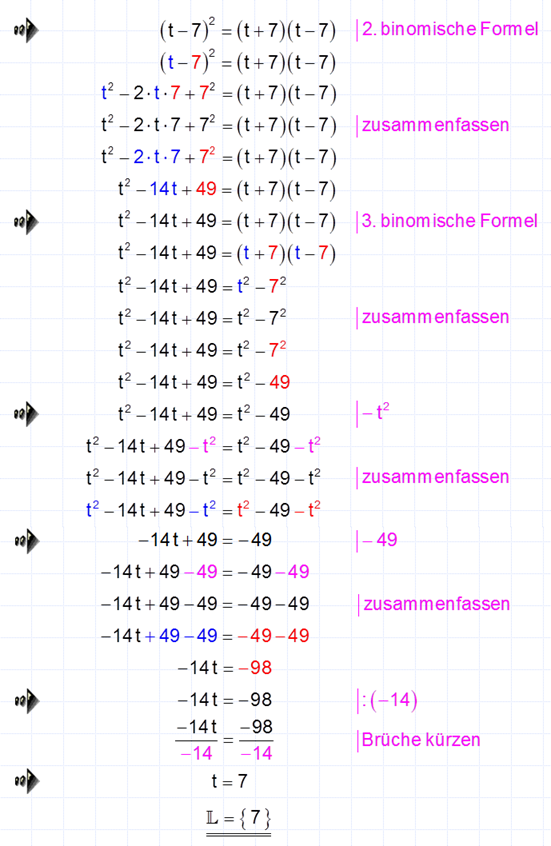 (t−7)² = (t+7)(t−7) |2. binomische Formel
(t−7)² = (t+7)(t−7)
t² −2·t·7+7² = (t+7)(t−7)
t² −2·t·7+7² = (t+7)(t−7) |zusammenfassen
t² −2·t·7+7² = (t+7)(t−7)
t² −14t+49 = (t+7)(t−7)
t² −14t+49 = (t+7)(t−7) |3. binomische Formel
t² −14t+49 = (t+7)(t−7)
t² −14t+49 = t² −7²
t² −14t+49 = t² −7² |zusammenfassen
t² −14t+49 = t² −7²
t² −14t+49 = t² −49
t² −14t+49 = t² −49 |−t²
t² −14t+49−t² = t² −49−t²
t² −14t+49−t² = t² −49−t² |zusammenfassen
t² −14t+49−t² = t² −49−t²
−14t+49 = −49 |−49
−14t+49−49 = −49−49
−14t+49−49 = −49−49 |zusammenfassen
−14t+49−49 = −49−49
−14t = −98
−14t = −98 |:(−14)
−14t/−14 = −98/−14 |Brüche kürzen
t = 7
𝕃 = {7}